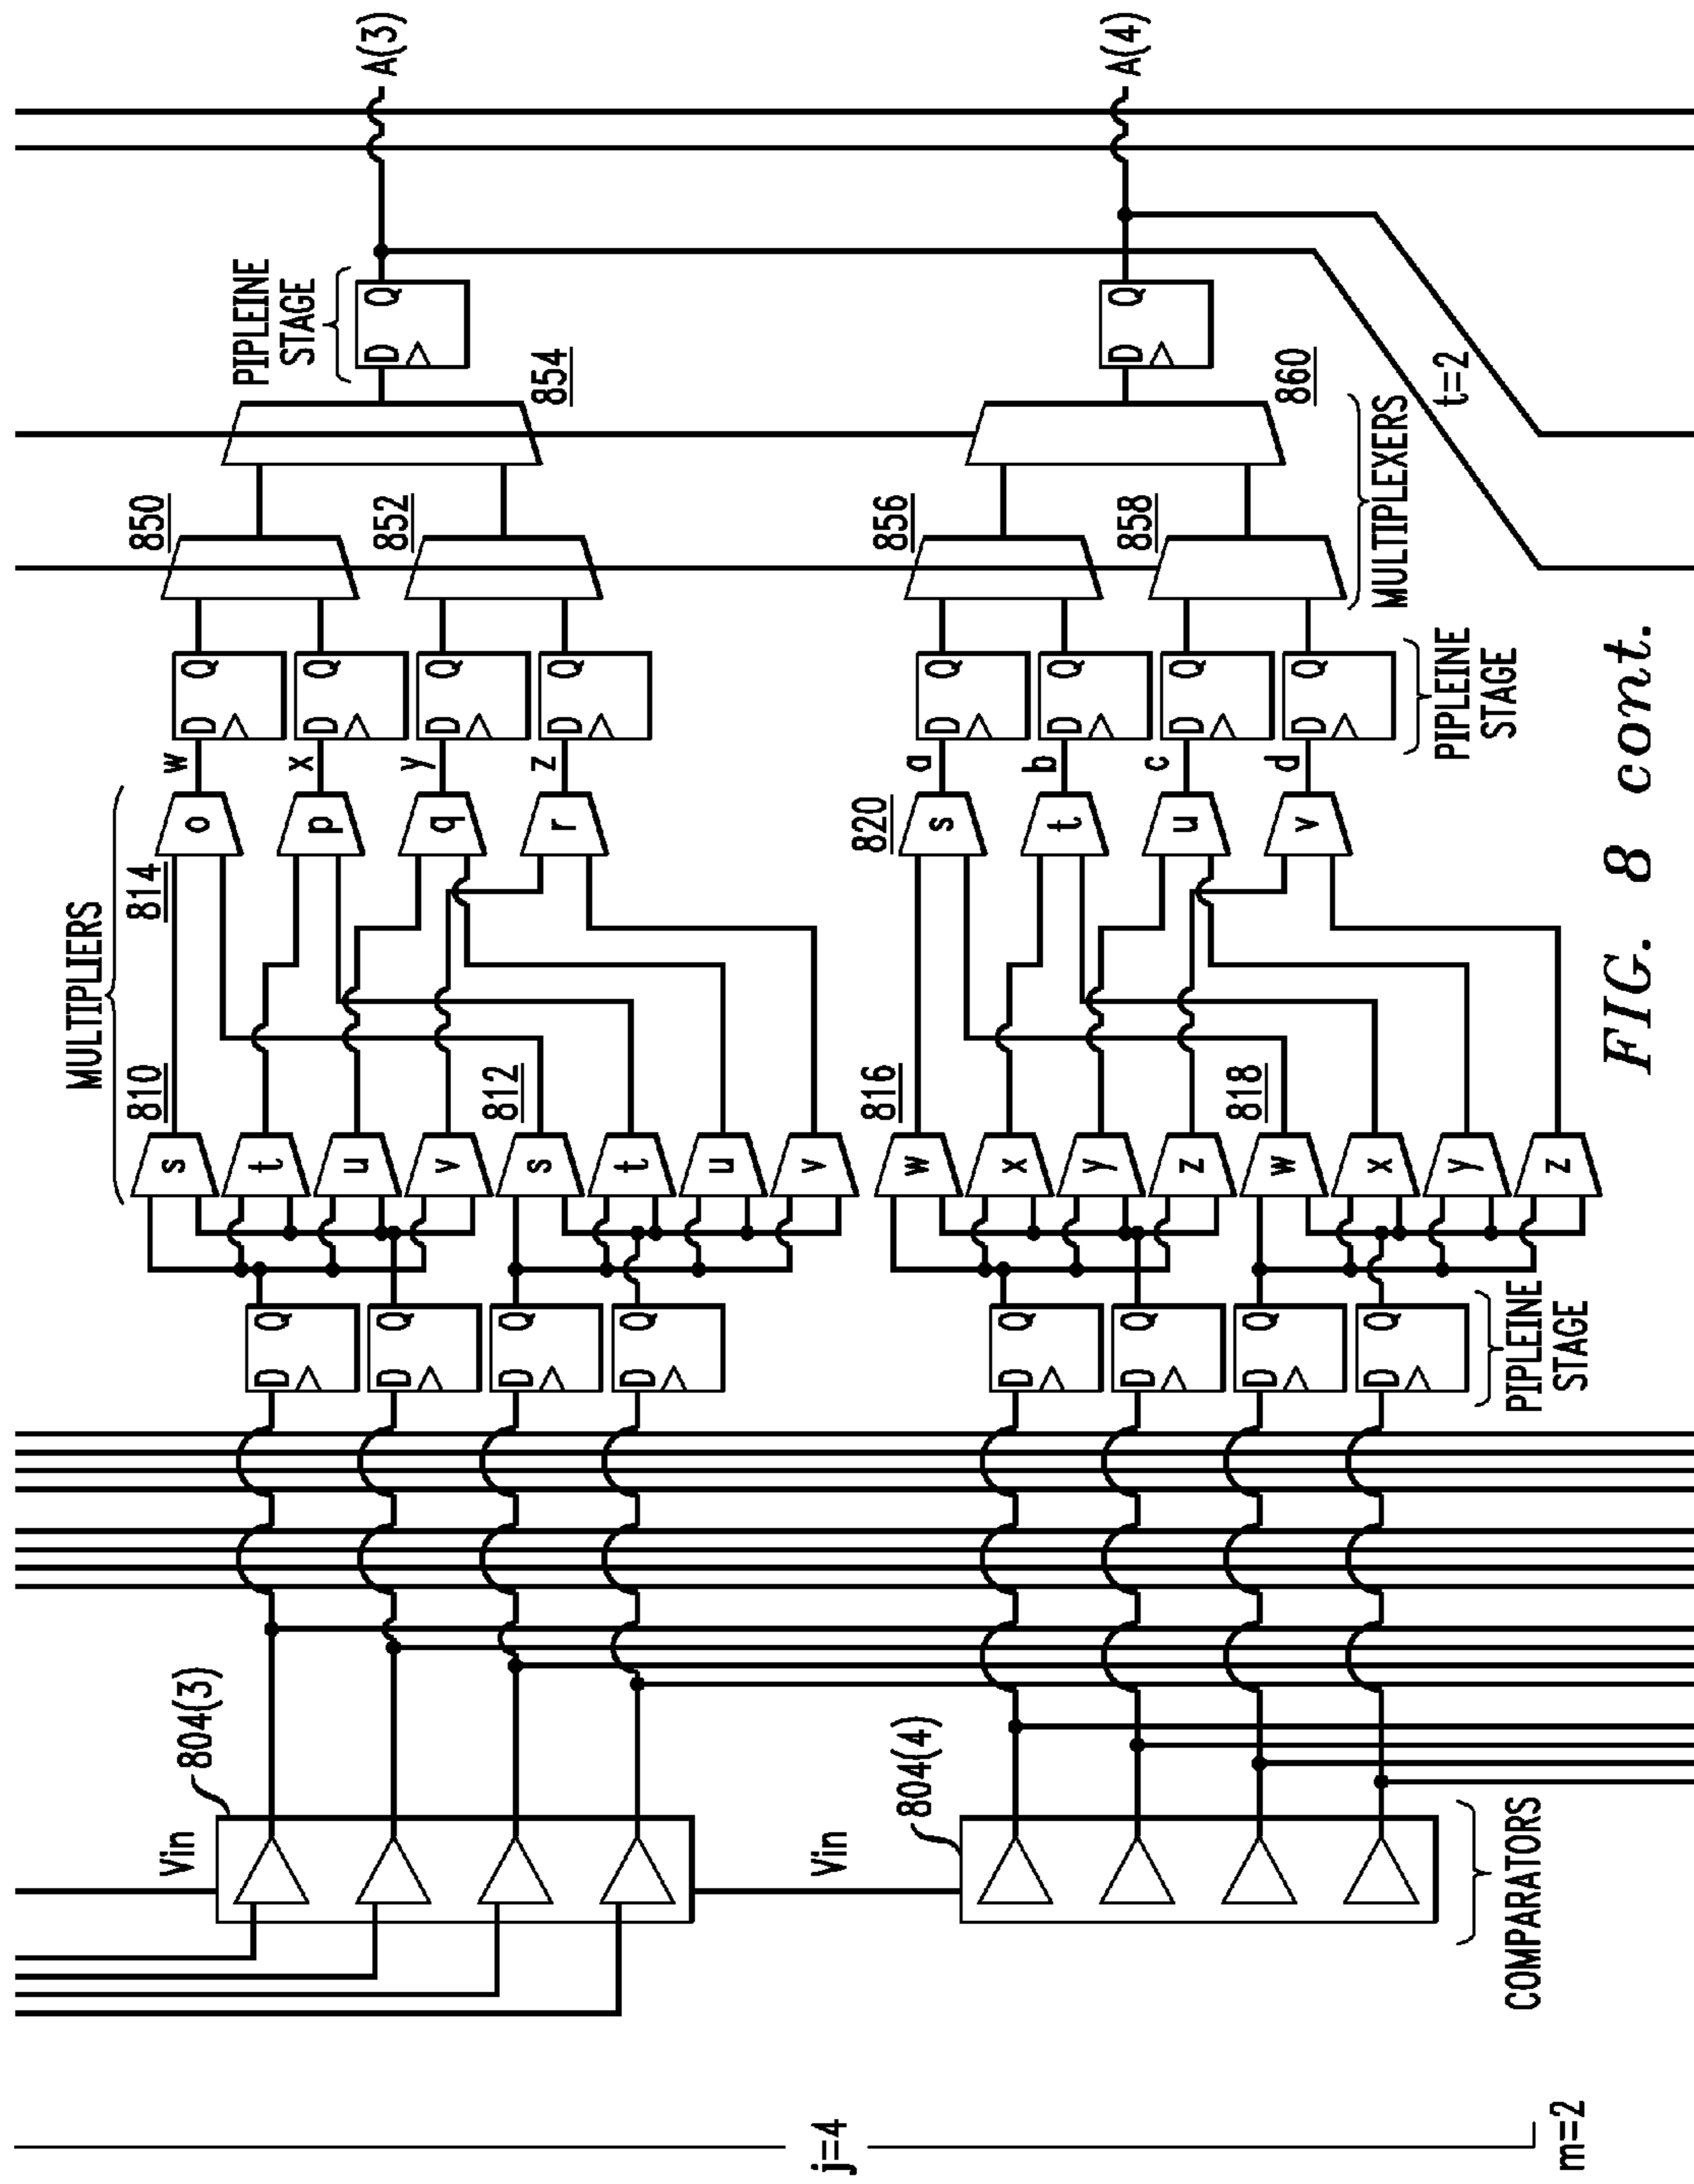 A(3)
A(4)
PIPLEINE
STAGE
D Q
D Q
854
860
t=2
850
852
856
858
MULTIPLEXERS
D Q
D Q
D Q
D Q
D Q
D Q
D Q
D Q
PIPLEINE
STAGE
w
x
y
z
a
b
c
d
MULTIPLIERS
814
o
p
q
r
820
s
t
u
v
810
812
816
818
s
t
u
v
s
t
u
v
w
x
y
z
w
x
y
z
D Q
D Q
D Q
D Q
D Q
D Q
D Q
D Q
PIPLEINE
STAGE
804(3)
804(4)
Vin
Vin
COMPARATORS
j=4
m=2
FIG. 8 cont.